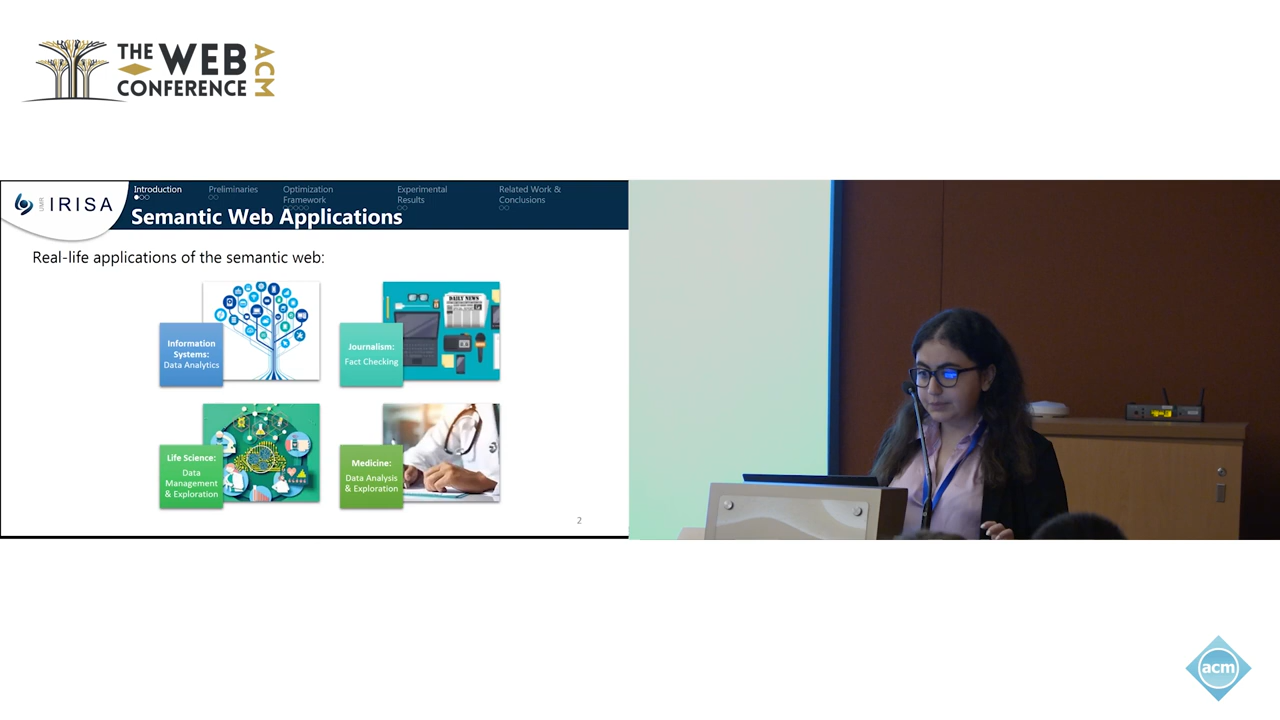 THE WEB
CONFERENCE
ACM
UMR
IRISA
Introduction
Preliminaries
Optimization
Framework
Experimental
Results
Related Work &
Conclusions
Semantic Web Applications
Real-life applications of the semantic web:
Information
Systems:
Data Analytics
DAILY NEWS
Journalism:
Fact Checking
Life Science:
Data
Management
& Exploration
Medicine:
Data Analysis
& Exploration
2
acm